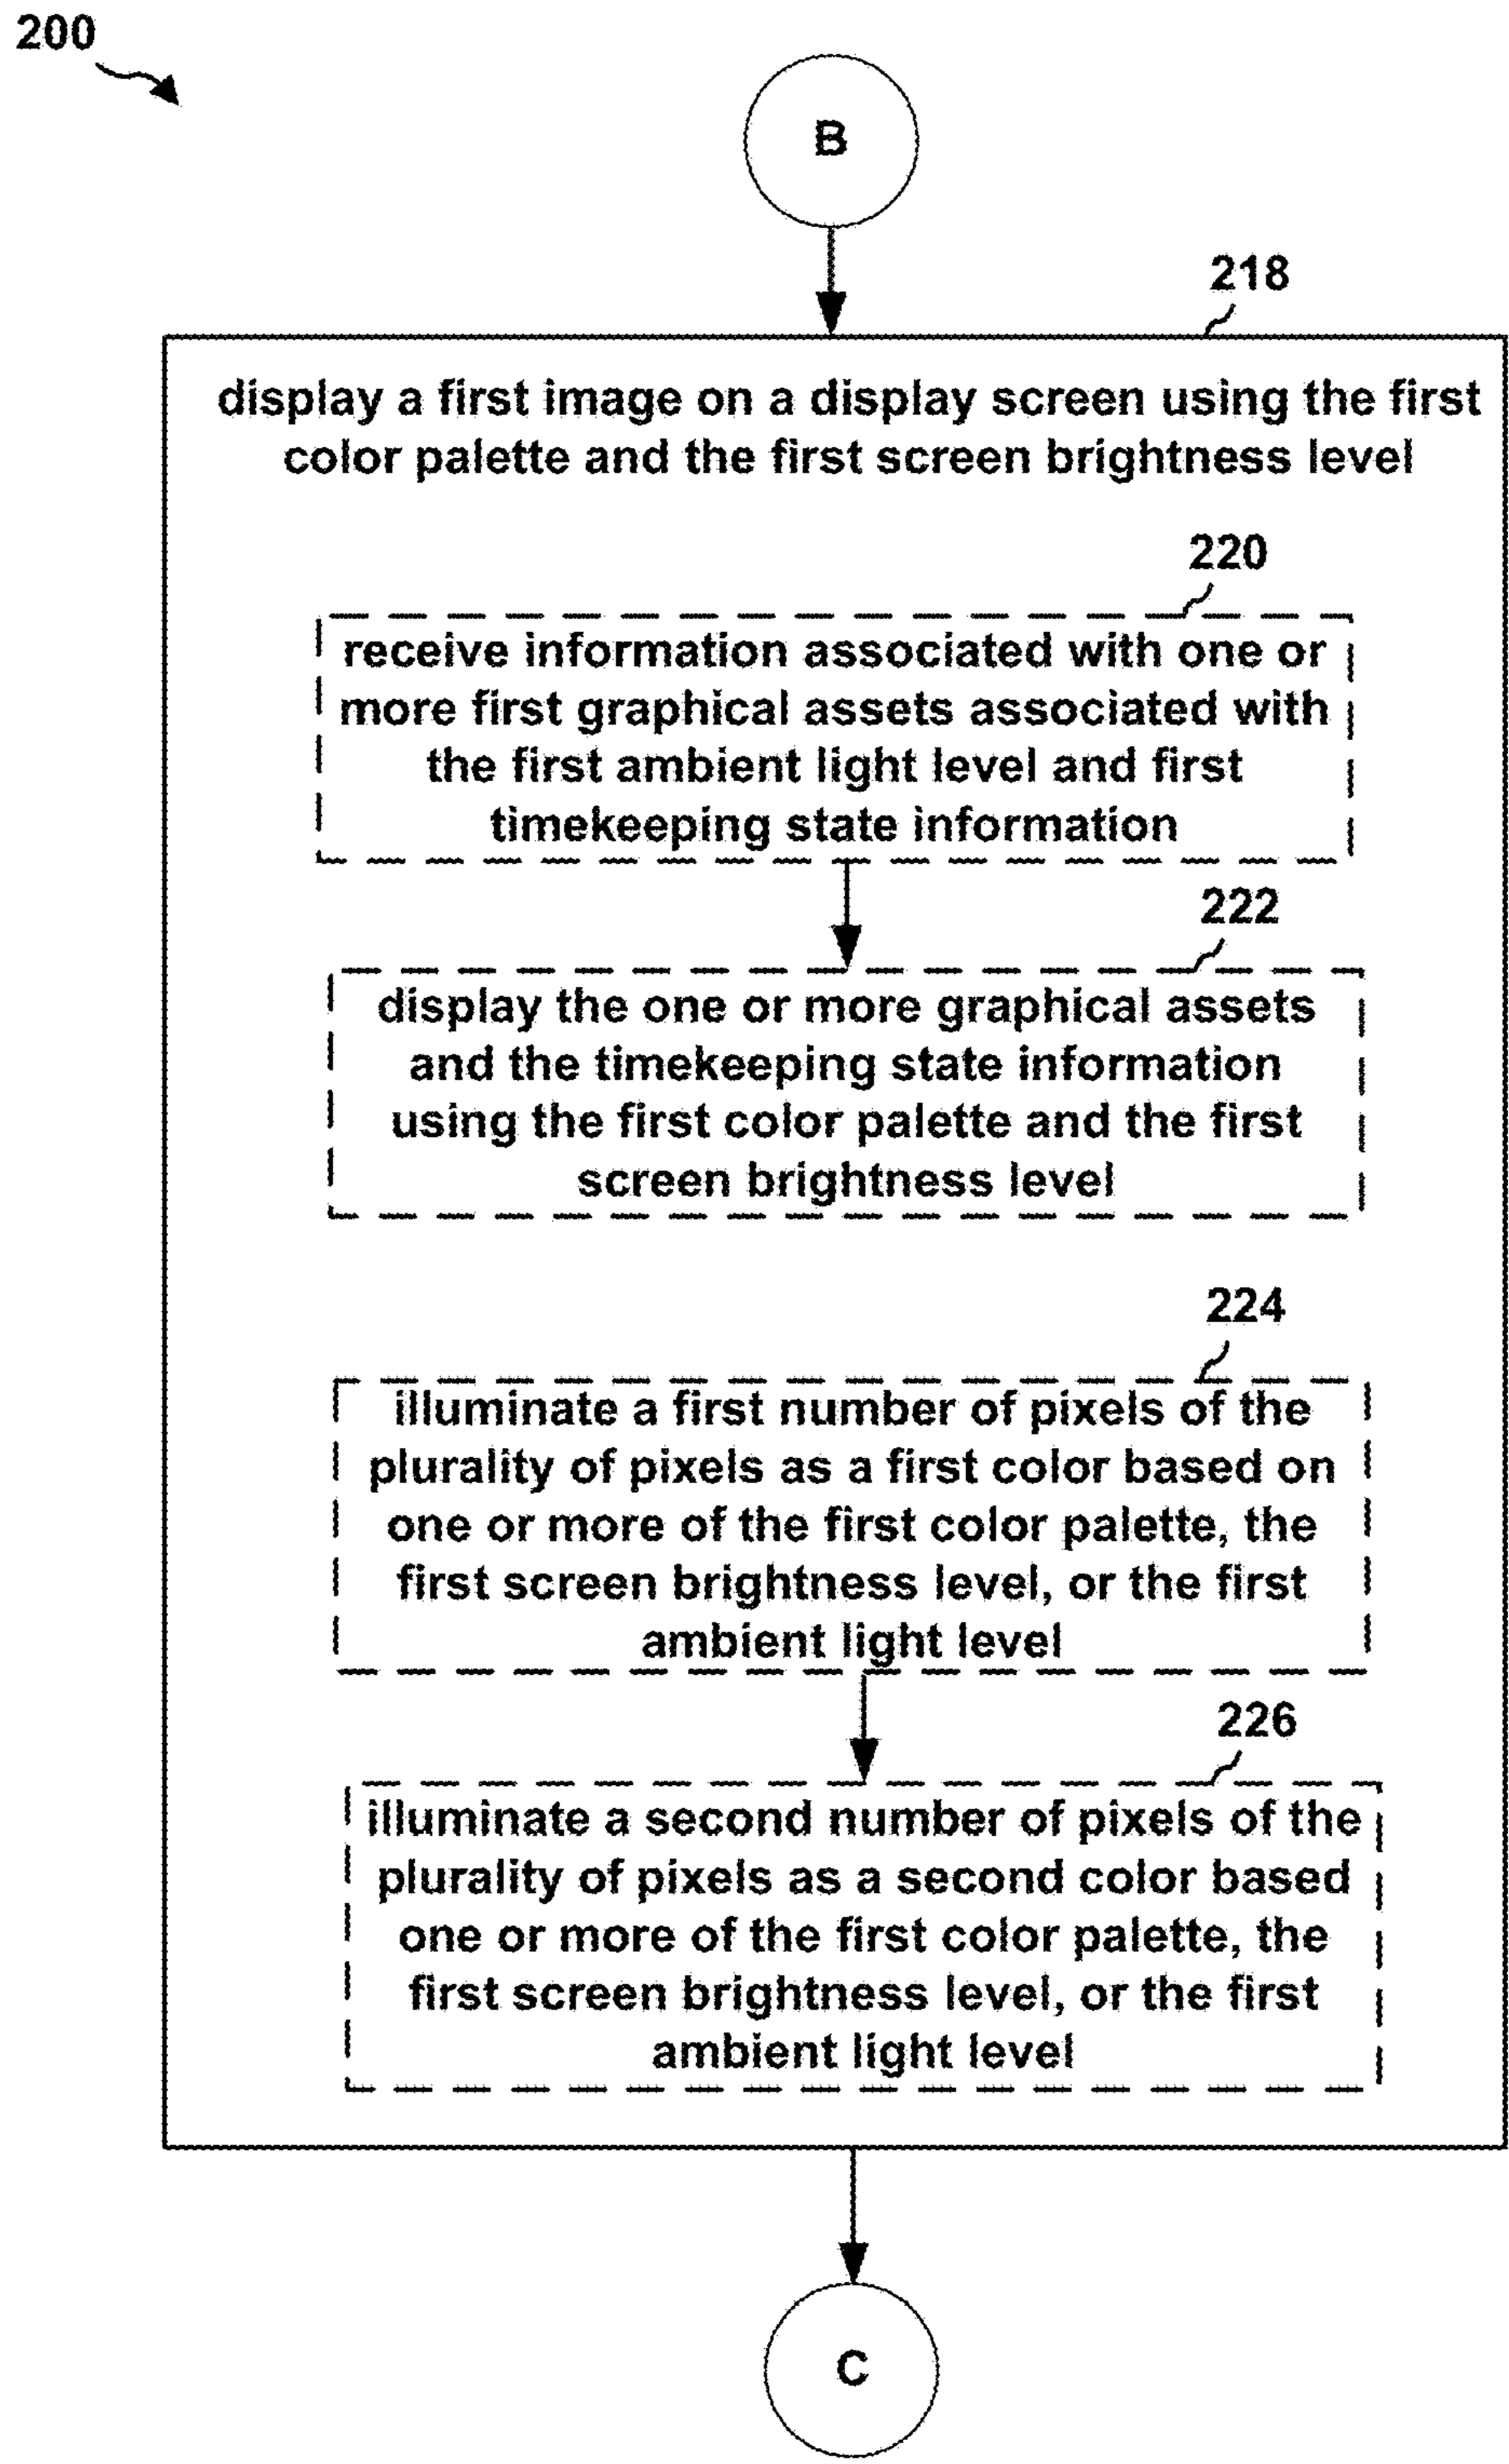 200
B
218
display a first image on a display screen using the first
color palette and the first screen brightness level
220
receive information associated with one or
more first graphical assets associated with
the first ambient light level and first
timekeeping state information
222
display the one or more graphical assets
and the timekeeping state information
using the first color palette and the first
screen brightness level
224
illuminate a first number of pixels of the
plurality of pixels as a first color based on
one or more of the first color palette, the
first screen brightness level, or the first
ambient light level
226
illuminate a second number of pixels of the
plurality of pixels as a second color based
one or more of the first color palette, the
first screen brightness level, or the first
ambient light level
C